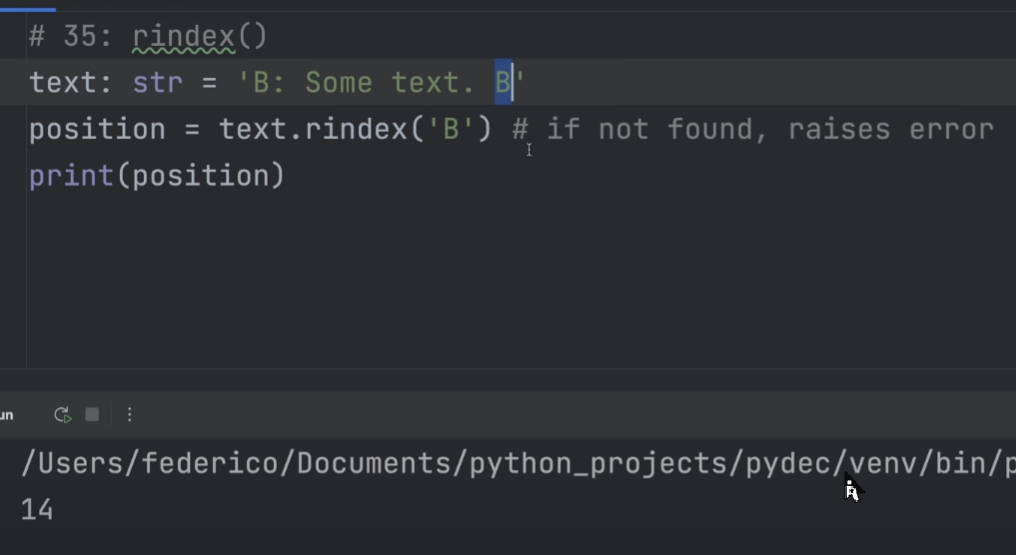 # 35: rindex()
text: str = 'B: Some text. B'
position = text.rindex('B') # if not found, raises error
print(position)
un
/Users/federico/Documents/python_projects/pydec/venv/bin/p
14